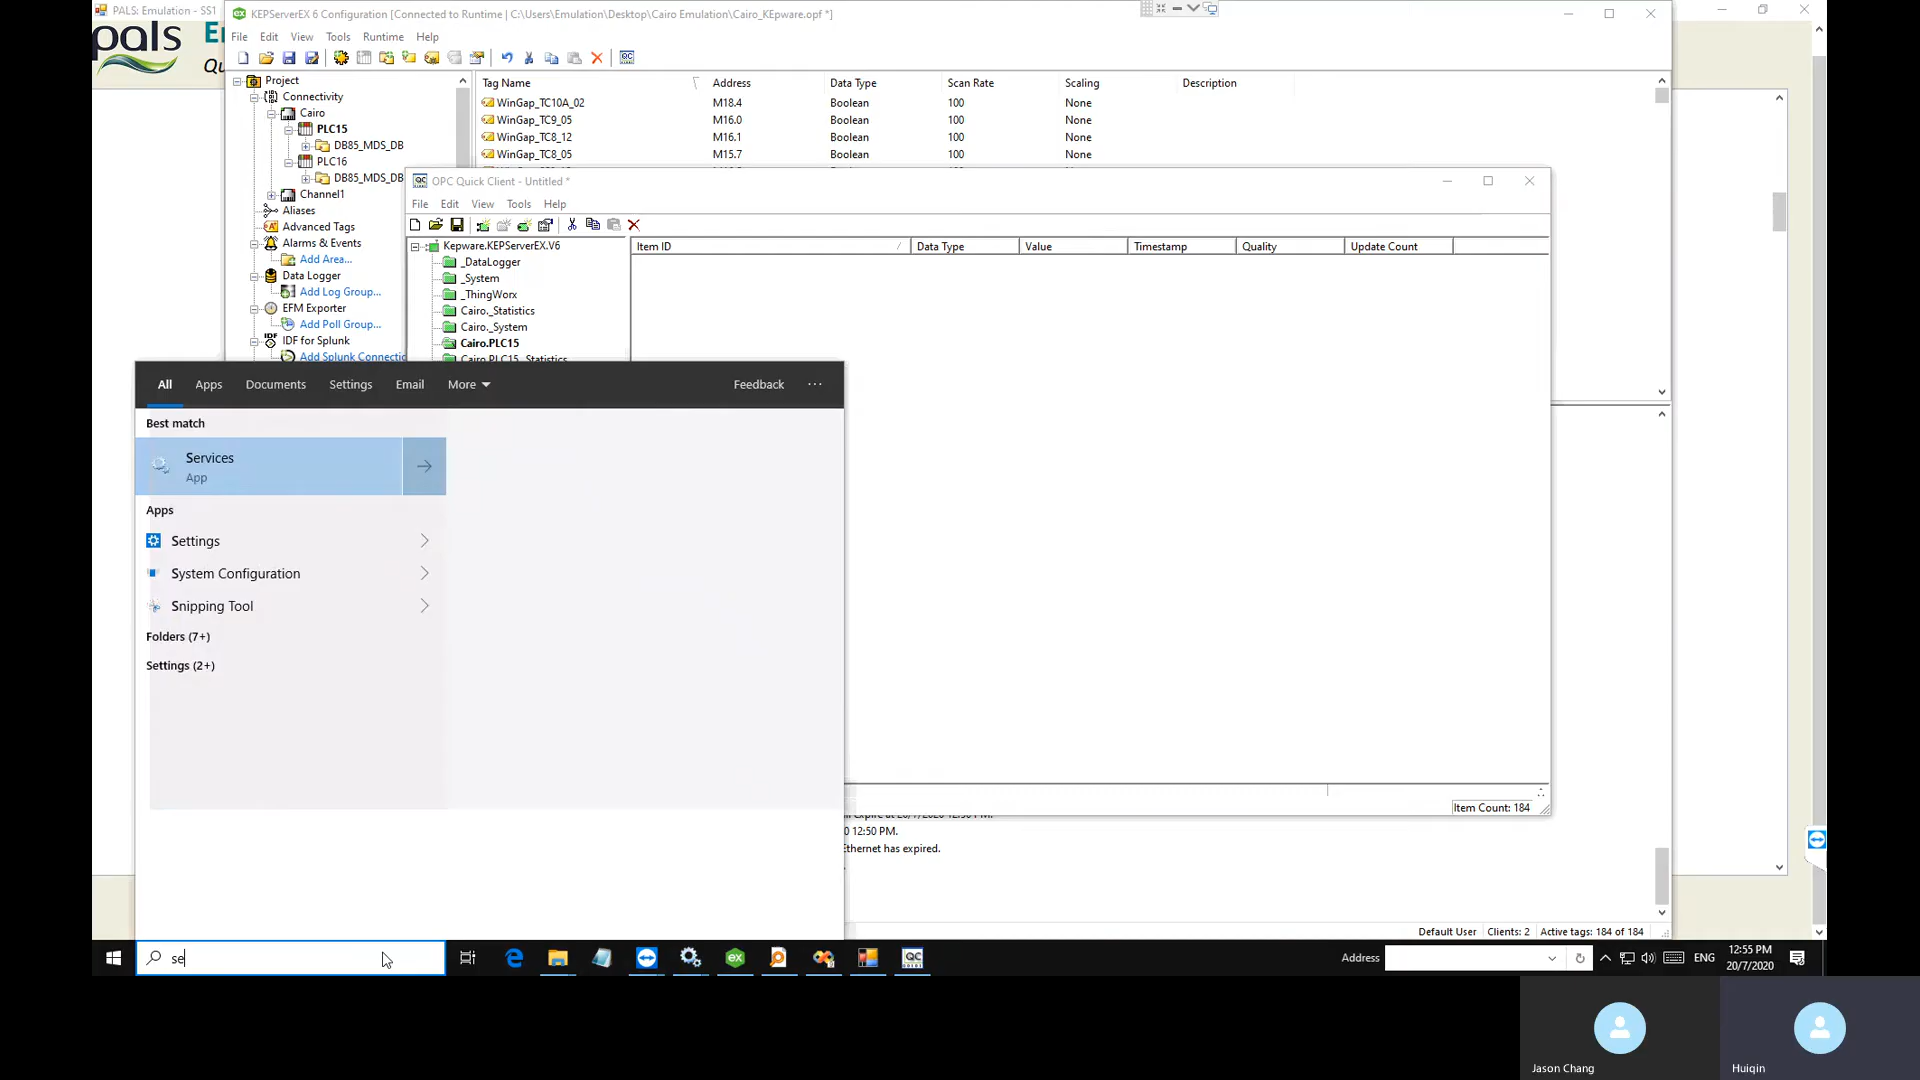 PALS: Emulation - SS1
pals
KEPServerEX 6 Configuration [Connected to Runtime | C:\Users\Emulation\Desktop\Cairo Emulation\Cairo_KEpware.opf *]
File Edit View Tools Runtime Help
Project
Connectivity
Cairo
PLC15
DB85_MDS_DB
PLC16
DB85_MDS_DB
Channel1
Aliases
Advanced Tags
Alarms & Events
Add Area...
Data Logger
Add Log Group...
EFM Exporter
Add Poll Group...
IDF for Splunk
Add Splunk Connectio
Tag Name Address Data Type Scan Rate Scaling Description
WinGap_TC10A_02 M18.4 Boolean 100 None
WinGap_TC9_05 M16.0 Boolean 100 None
WinGap_TC8_12 M16.1 Boolean 100 None
WinGap_TC8_05 M15.7 Boolean 100 None
OPC Quick Client - Untitled *
File Edit View Tools Help
Kepware.KEPServerEX.V6
_DataLogger
_System
_ThingWorx
Cairo._Statistics
Cairo._System
Cairo.PLC15
Cairo.PLC15._Statistics
Item ID Data Type Value Timestamp Quality Update Count
Item Count: 184
All Apps Documents Settings Email More Feedback ...
Best match
Services
App
Apps
Settings
System Configuration
Snipping Tool
Folders (7+)
Settings (2+)
0 12:50 PM.
Ethernet has expired.
Default User Clients: 2 Active tags: 184 of 184
se
Address
ENG
12:55 PM
20/7/2020
Jason Chang
Huiqin